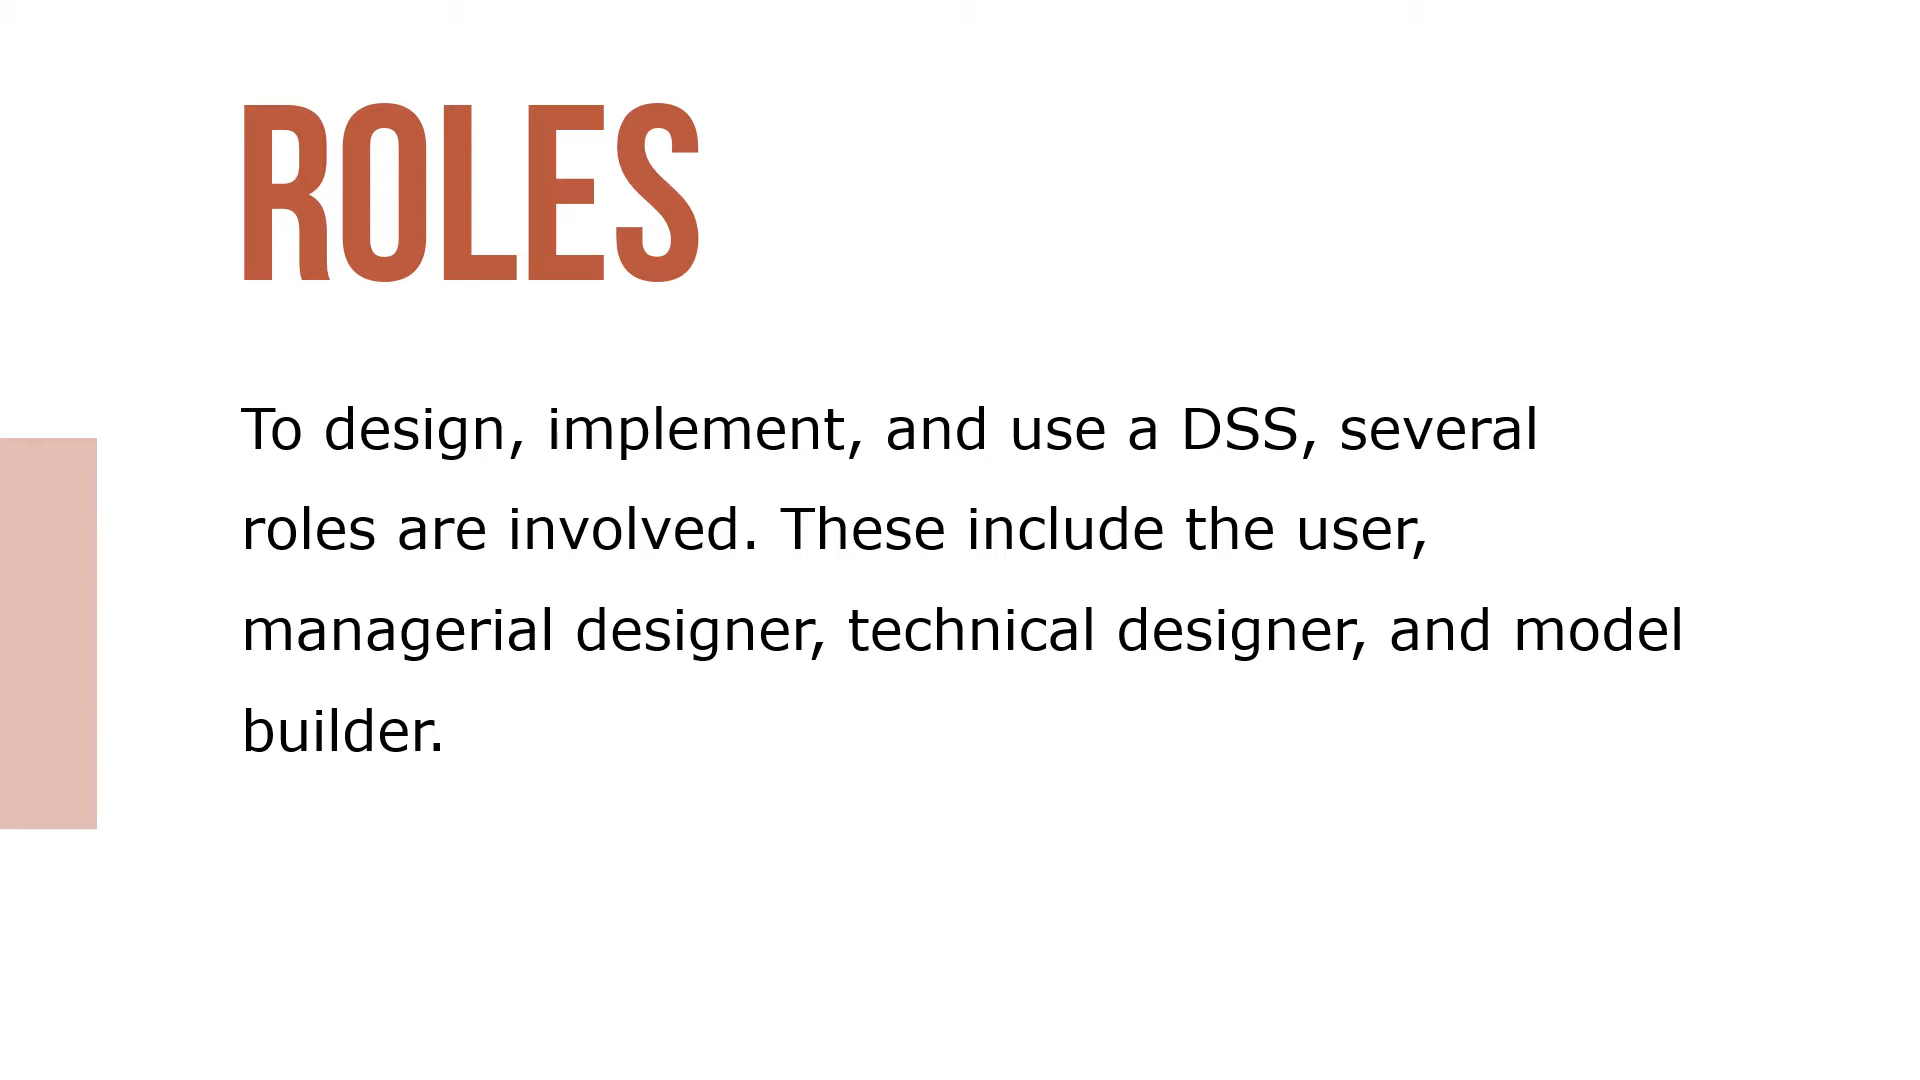 ROLES
To design, implement, and use a DSS, several
roles are involved. These include the user,
managerial designer, technical designer, and model
builder.